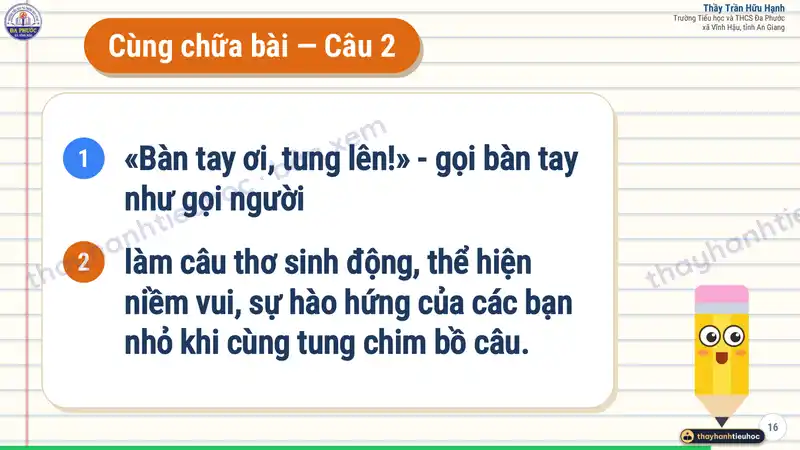 Thầy Trần Hữu Hạnh
Trường Tiểu học và THCS Đa Phước
xã Vĩnh Hậu, tỉnh An Giang
ĐA PHƯỚC
Cùng chữa bài – Câu 2
1
«Bàn tay ơi, tung lên!» - gọi bàn tay
như gọi người
2
làm câu thơ sinh động, thể hiện
niềm vui, sự hào hứng của các bạn
nhỏ khi cùng tung chim bồ câu.
thayhanhtieuhoc
16